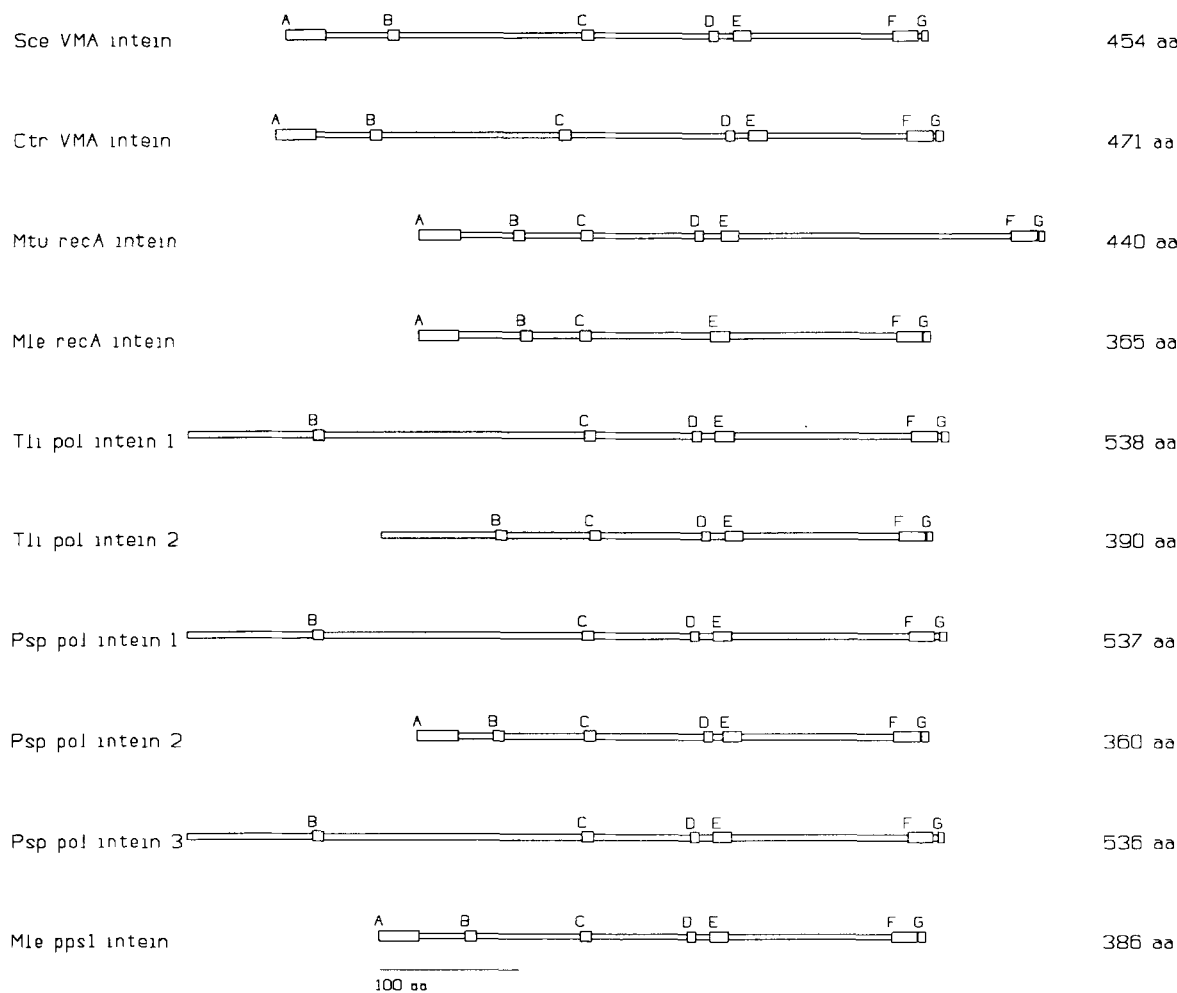 A B C D E F G
Sce VMA intein 454 aa
A B C D E F G
Ctr VMA intein 471 aa
A B C D E F G
Mtu recA intein 440 aa
A B C E F G
Mle recA intein 365 aa
B C D E F G
Tli pol intein 1 538 aa
B C D E F G
Tli pol intein 2 390 aa
B C D E F G
Psp pol intein 1 537 aa
A B C D E F G
Psp pol intein 2 360 aa
B C D E F G
Psp pol intein 3 536 aa
A B C D E F G
Mle pps1 intein 386 aa
100 aa